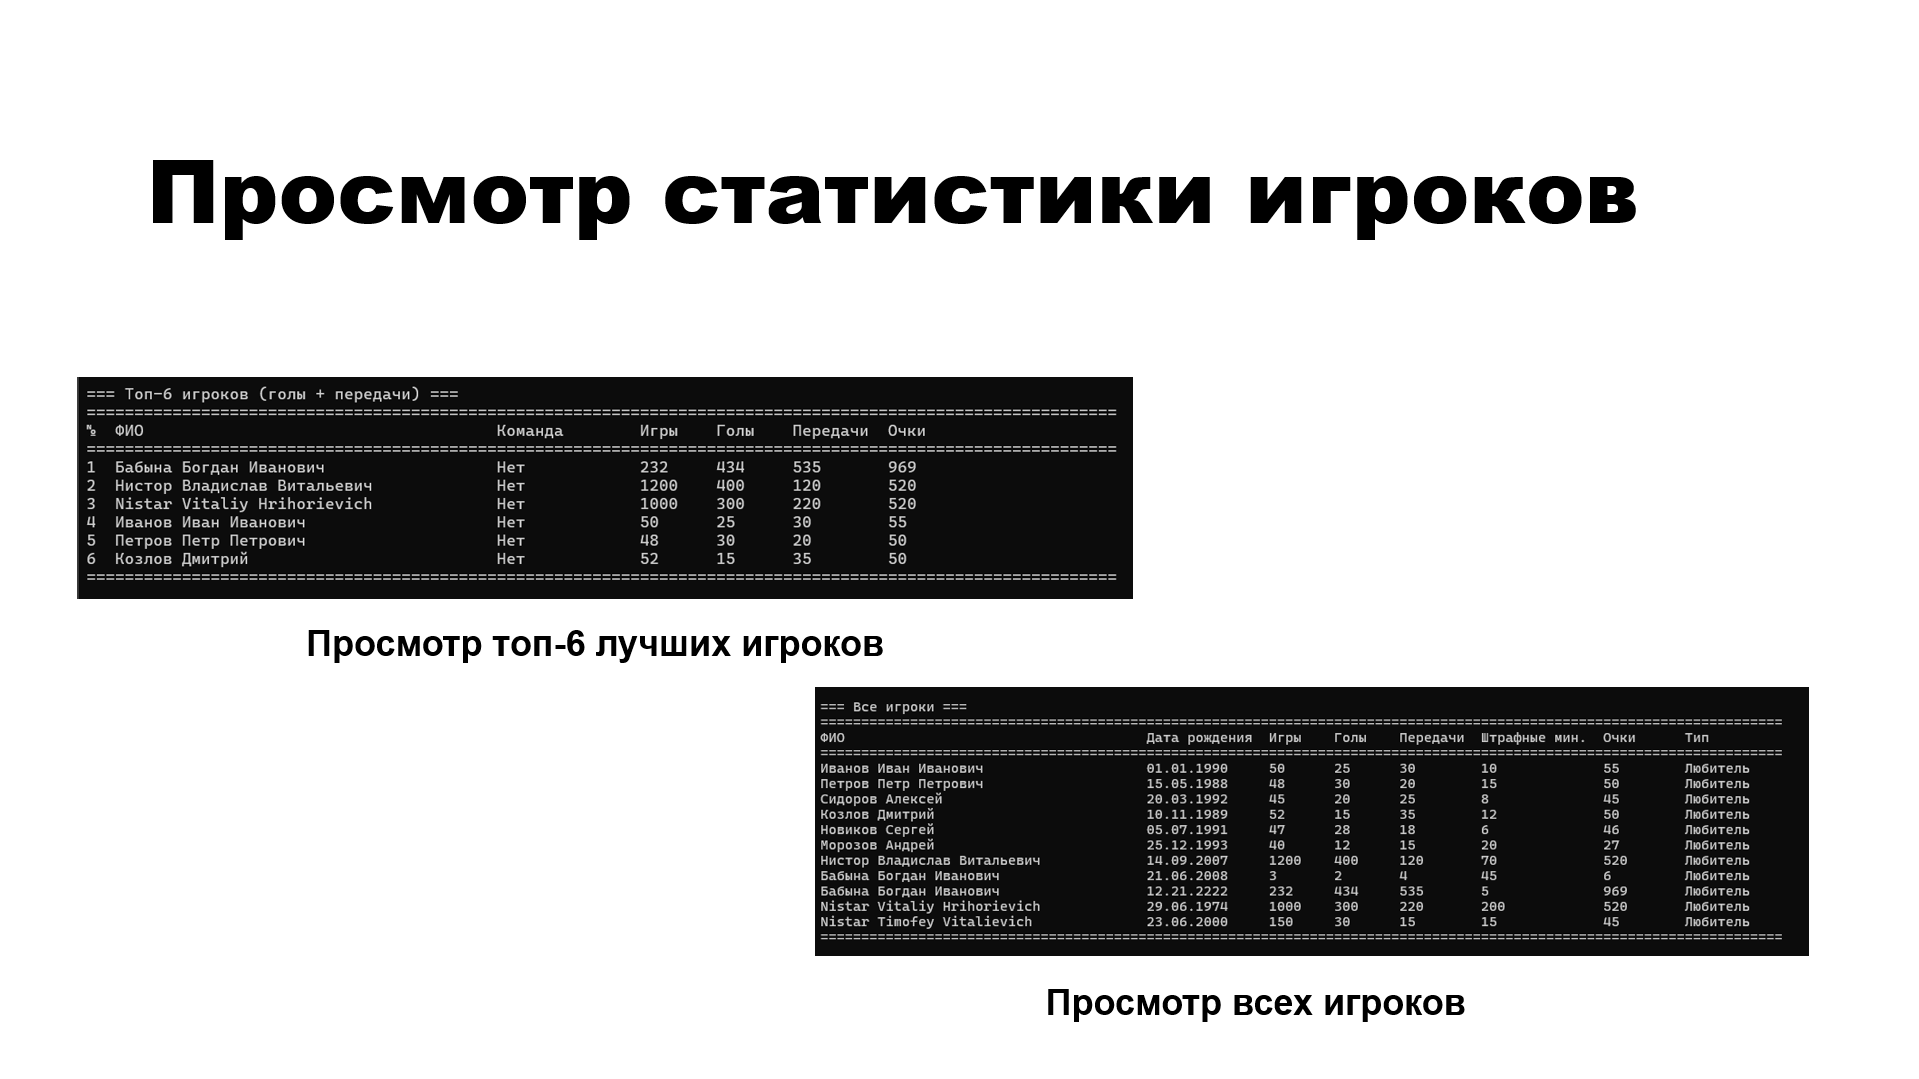 Просмотр статистики игроков
=== Топ-6 игроков (голы + передачи) ===
№ ФИО Команда Игры Голы Передачи Очки
1 Бабына Богдан Иванович Нет 232 434 535 969
2 Нистор Владислав Витальевич Нет 1200 400 120 520
3 Nistar Vitaliy Hrihorievich Нет 1000 300 220 520
4 Иванов Иван Иванович Нет 50 25 30 55
5 Петров Петр Петрович Нет 48 30 20 50
6 Козлов Дмитрий Нет 52 15 35 50
Просмотр топ-6 лучших игроков
=== Все игроки ===
ФИО Дата рождения Игры Голы Передачи Штрафные мин. Очки Тип
Иванов Иван Иванович 01.01.1990 50 25 30 10 55 Любитель
Петров Петр Петрович 15.05.1988 48 30 20 15 50 Любитель
Сидоров Алексей 20.03.1992 45 20 25 8 45 Любитель
Козлов Дмитрий 10.11.1989 52 15 35 12 50 Любитель
Новиков Сергей 05.07.1991 47 28 18 6 46 Любитель
Морозов Андрей 25.12.1993 40 12 15 20 27 Любитель
Нистор Владислав Витальевич 14.09.2007 1200 400 120 70 520 Любитель
Бабына Богдан Иванович 21.06.2008 3 2 4 45 6 Любитель
Бабына Богдан Иванович 12.21.2222 232 434 535 5 969 Любитель
Nistar Vitaliy Hrihorievich 29.06.1974 1000 300 220 200 520 Любитель
Nistar Timofey Vitalievich 23.06.2000 150 30 15 15 45 Любитель
Просмотр всех игроков